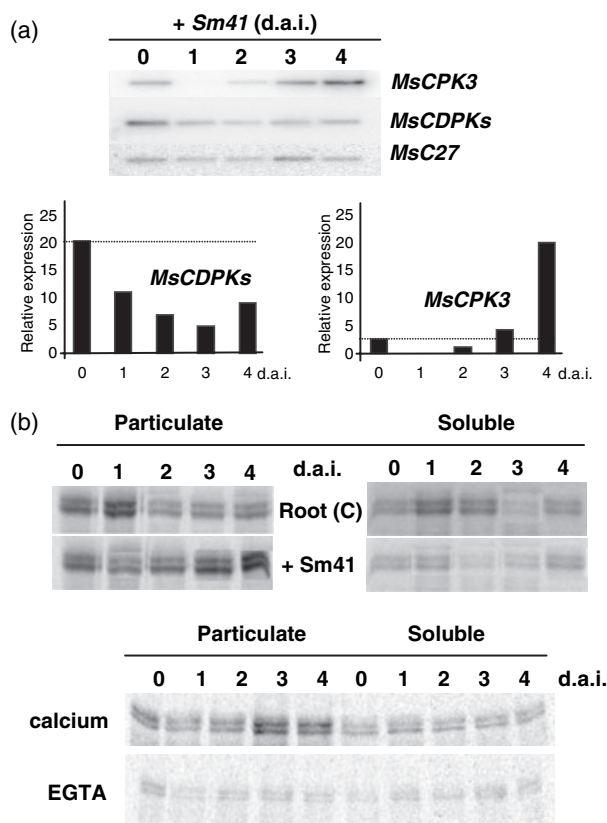 (a)
+ Sm41 (d.a.i.)
0 1 2 3 4
MsCPK3
MsCDPKs
MsC27
Relative expression
25
20
15
10
5
0
MsCDPKs
0 1 2 3 4 d.a.i.
Relative expression
25
20
15
10
5
0
MsCPK3
0 1 2 3 4 d.a.i.
(b)
Particulate Soluble
0 1 2 3 4 d.a.i. 0 1 2 3 4
Root (C)
+ Sm41
Particulate Soluble
0 1 2 3 4 0 1 2 3 4 d.a.i.
calcium
EGTA